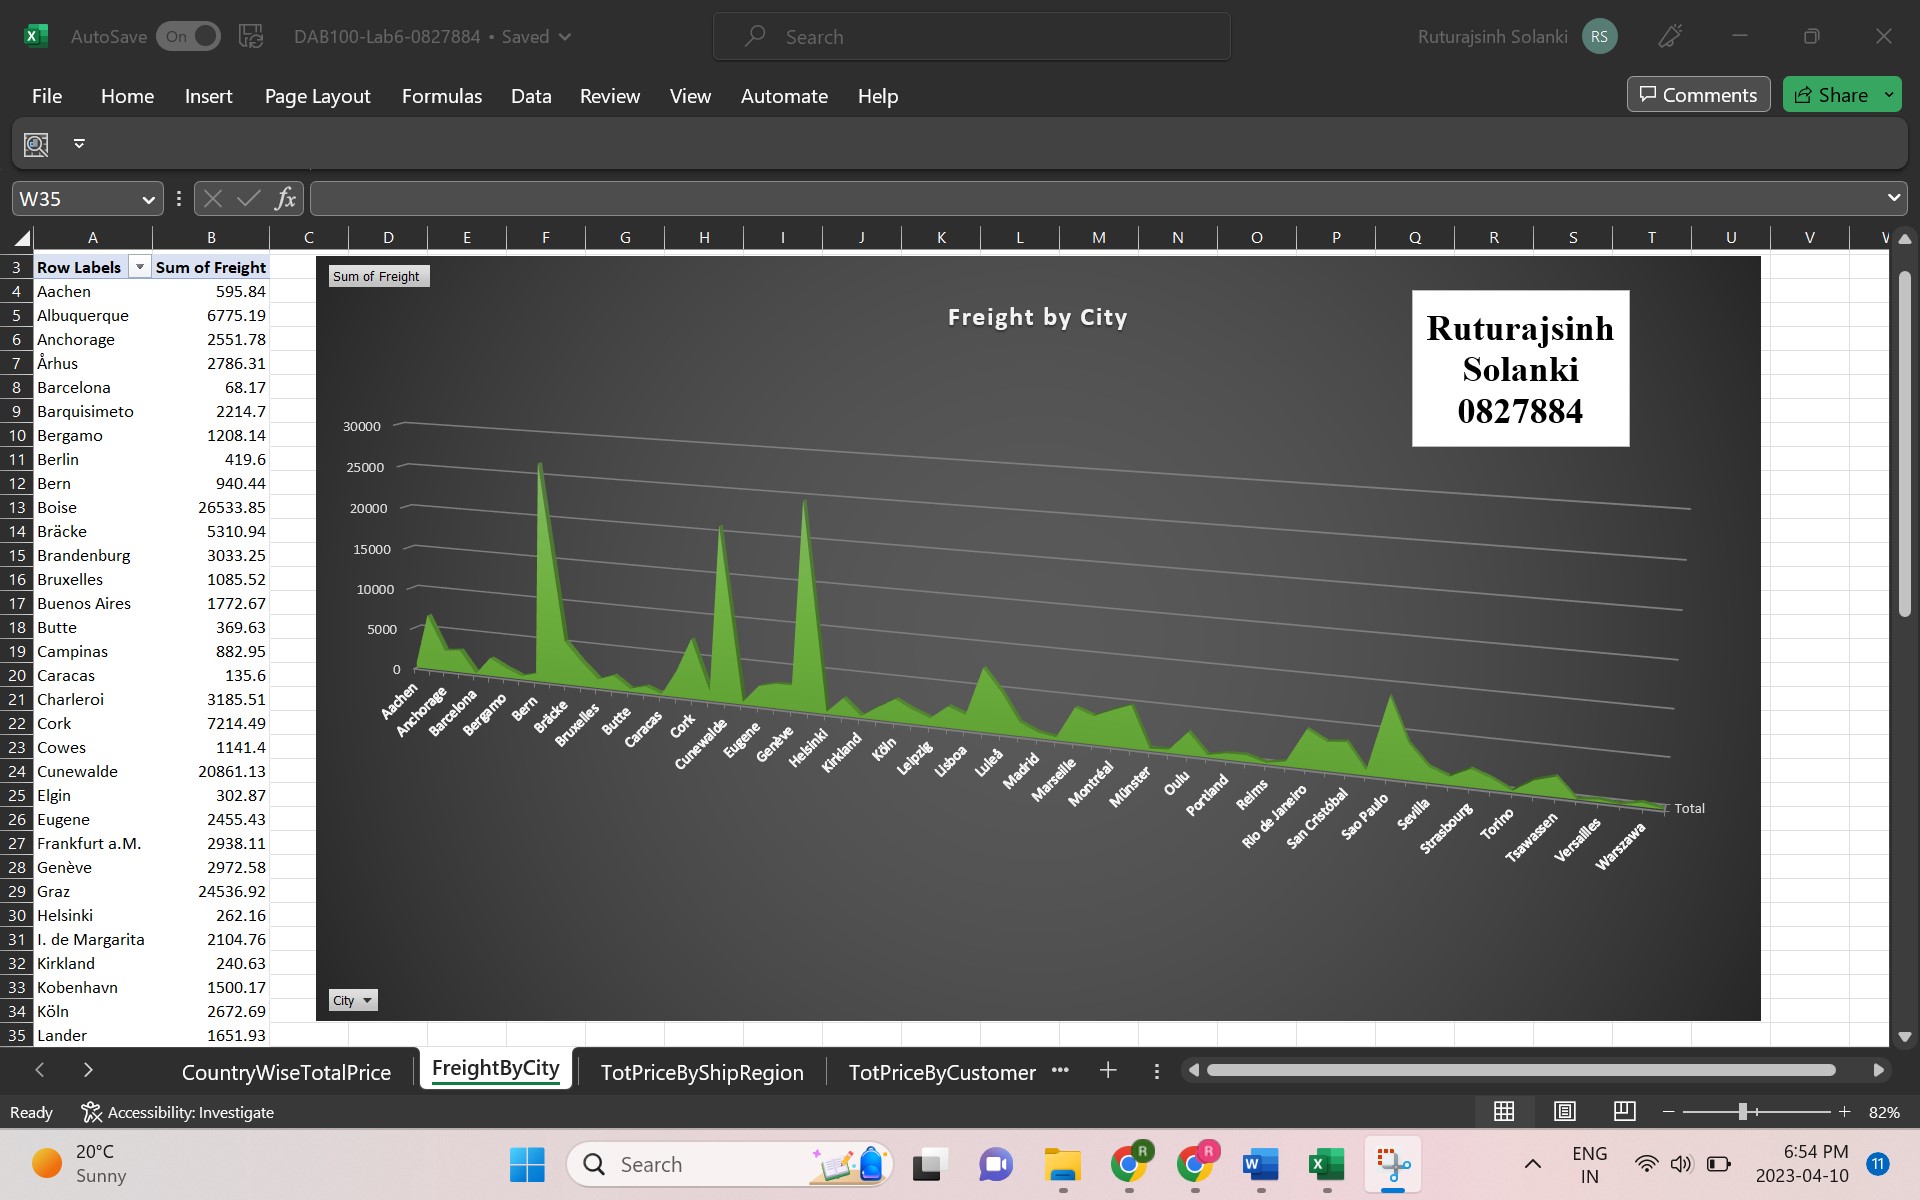 AutoSave On DAB100-Lab6-0827884 • Saved Search Ruturajsinh Solanki RS
File Home Insert Page Layout Formulas Data Review View Automate Help Comments Share
W35 fx
A B C D E F G H I J K L M N O P Q R S T U V
3 Row Labels Sum of Freight
4 Aachen 595.84
5 Albuquerque 6775.19
6 Anchorage 2551.78
7 Århus 2786.31
8 Barcelona 68.17
9 Barquisimeto 2214.7
10 Bergamo 1208.14
11 Berlin 419.6
12 Bern 940.44
13 Boise 26533.85
14 Bräcke 5310.94
15 Brandenburg 3033.25
16 Bruxelles 1085.52
17 Buenos Aires 1772.67
18 Butte 369.63
19 Campinas 882.95
20 Caracas 135.6
21 Charleroi 3185.51
22 Cork 7214.49
23 Cowes 1141.4
24 Cunewalde 20861.13
25 Elgin 302.87
26 Eugene 2455.43
27 Frankfurt a.M. 2938.11
28 Genève 2972.58
29 Graz 24536.92
30 Helsinki 262.16
31 I. de Margarita 2104.76
32 Kirkland 240.63
33 Kobenhavn 1500.17
34 Köln 2672.69
35 Lander 1651.93
Sum of Freight
Freight by City
Ruturajsinh
Solanki
0827884
30000
25000
20000
15000
10000
5000
0
Aachen Anchorage Barcelona Bergamo Bern Bräcke Bruxelles Butte Caracas Cork Cunewalde Eugene Genève Helsinki Kirkland Köln Leipzig Lisboa Luleå Madrid Marseille Montréal Münster Oulu Portland Reims Rio de Janeiro San Cristóbal Sao Paulo Sevilla Strasbourg Torino Tsawassen Versailles Warszawa
Total
City
CountryWiseTotalPrice FreightByCity TotPriceByShipRegion TotPriceByCustomer ...
Ready Accessibility: Investigate 82%
20°C
Sunny
Search
R R
ENG
IN
6:54 PM
2023-04-10
11